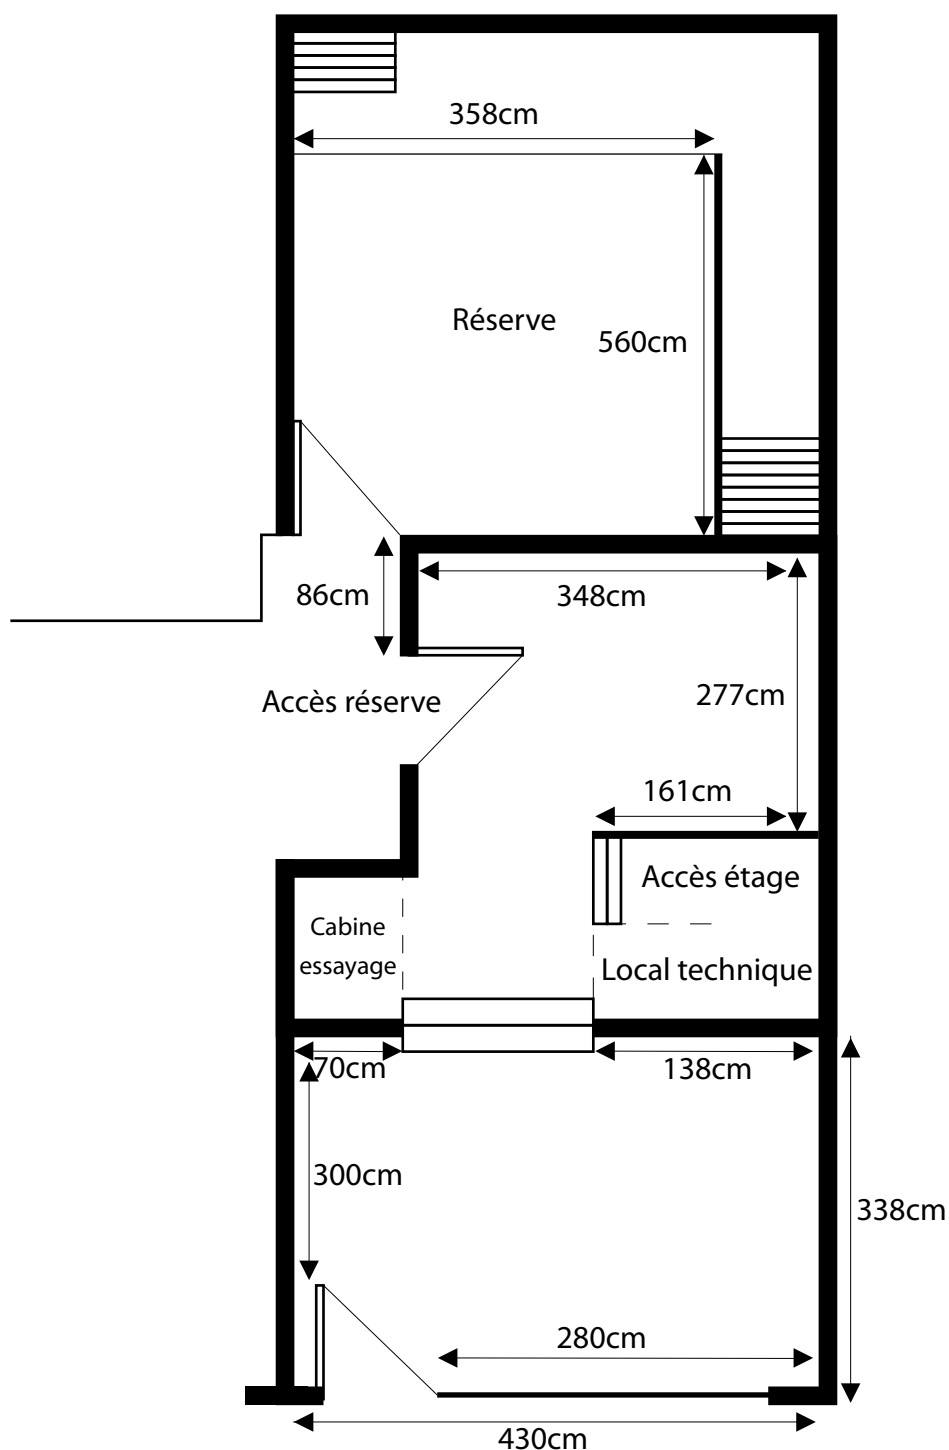 358cm
Réserve
560cm
86cm
348cm
Accès réserve
277cm
161cm
Accès étage
Cabine
essayage
Local technique
70cm
138cm
300cm
338cm
280cm
430cm